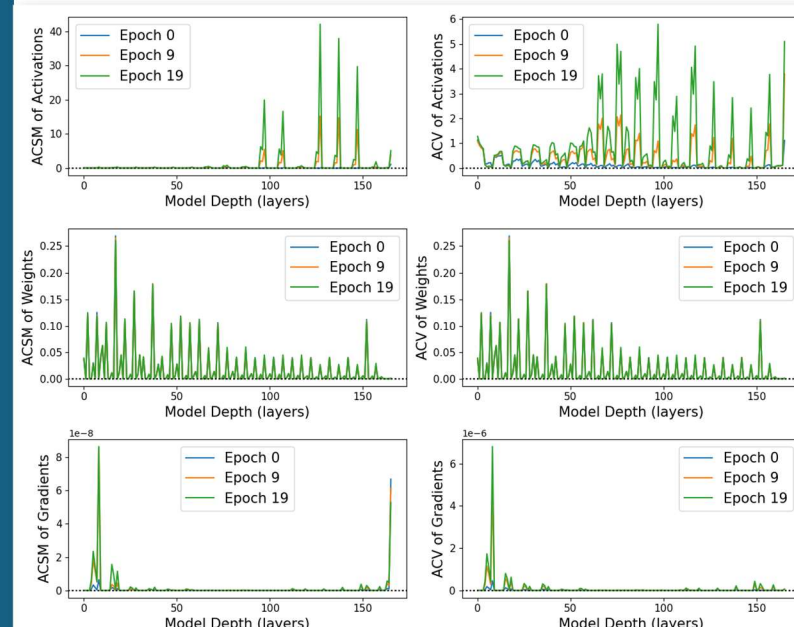 ACSM of Activations
40
30
20
10
0
Epoch 0
Epoch 9
Epoch 19
0 50 100 150
Model Depth (layers)
ACV of Activations
6
5
4
3
2
1
0
Epoch 0
Epoch 9
Epoch 19
0 50 100 150
Model Depth (layers)
ACSM of Weights
0.25
0.20
0.15
0.10
0.05
0.00
Epoch 0
Epoch 9
Epoch 19
0 50 100 150
Model Depth (layers)
ACV of Weights
0.25
0.20
0.15
0.10
0.05
0.00
Epoch 0
Epoch 9
Epoch 19
0 50 100 150
Model Depth (layers)
1e-8
ACSM of Gradients
8
6
4
2
0
Epoch 0
Epoch 9
Epoch 19
0 50 100 150
Model Depth (layers)
1e-6
ACV of Gradients
6
4
2
0
Epoch 0
Epoch 9
Epoch 19
0 50 100 150
Model Depth (layers)